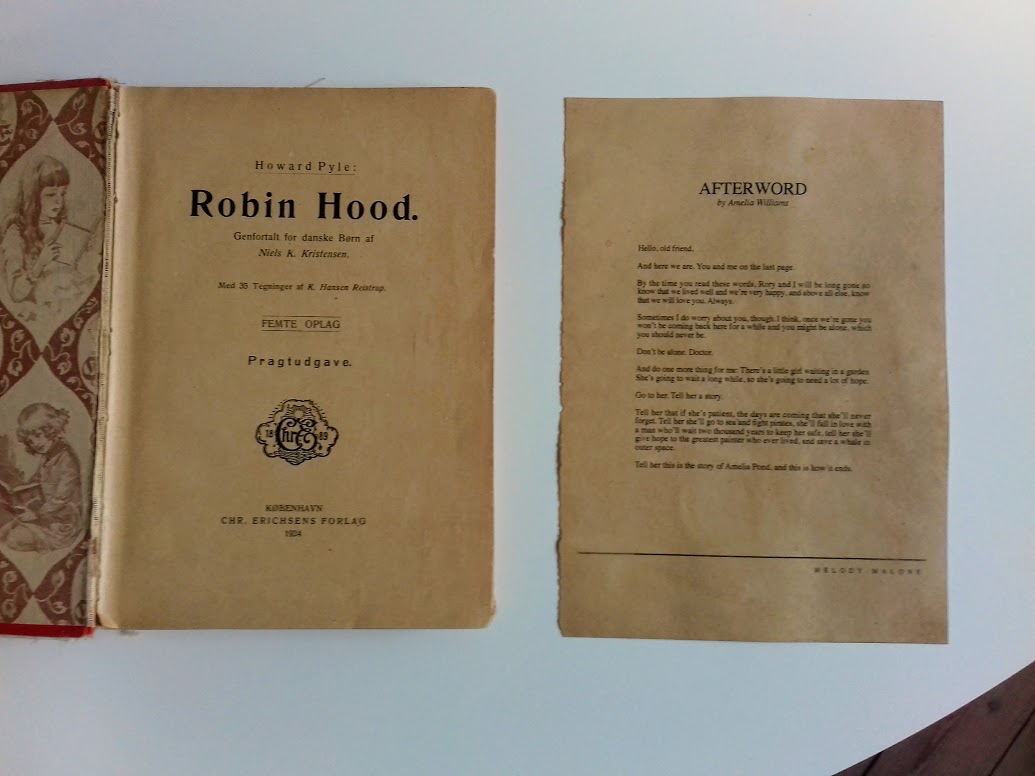 Howard Pyle:
Robin Hood.
Genfortalt for danske Børn af
Niels K. Kristensen.
Med 35 Tegninger af K. Hansen Reistrup.
FEMTE OPLAG
Pragtudgave.
18 Chr E 89
KØBENHAVN
CHR. ERICHSENS FORLAG
1924
AFTERWORD
by Amelia Williams
Hello, old friend.
And here we are. You and me on the last page.
By the time you read these words, Rory and I will be long gone so
know that we lived well and we're very happy, and above all else, know
that we will love you. Always.
Sometimes I do worry about you, though I think, once we're gone you
won't be coming back here for a while and you might be alone, which
you should never be.
Don't be alone, Doctor.
And do one more thing for me: There's a little girl waiting in a garden
She's going to wait a long while, so she's going to need a lot of hope.
Go to her. Tell her a story.
Tell her that if she's patient, the days are coming that she'll never
forget. Tell her she'll go to sea and fight pirates, she'll fall in love with
a man who'll wait two thousand years to keep her safe, tell her she'll
give hope to the greatest painter who ever lived, and save a whale in
outer space.
Tell her this is the story of Amelia Pond, and this is how it ends.
MELODY MALONE